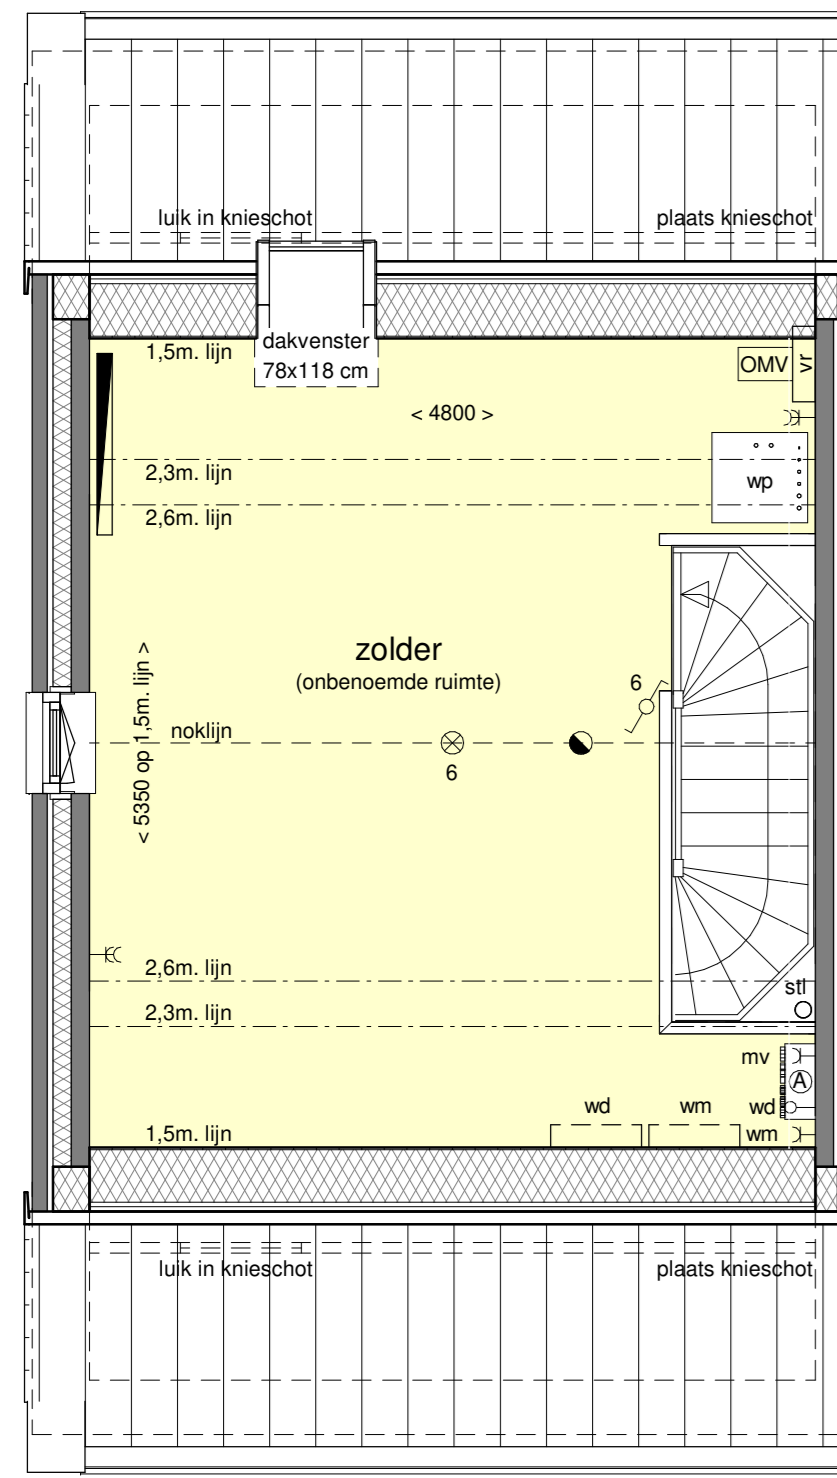 luik in knieschot
plaats knieschot
dakvenster
78x118 cm
1,5m. lijn
OMV
vr
< 4800 >
2,3m. lijn
wp
2,6m. lijn
zolder
(onbenoemde ruimte)
6
< 5350 op 1,5m. lijn >
noklijn
6
2,6m. lijn
stl
2,3m. lijn
mv
A
wd
wm
wd
1,5m. lijn
wm
luik in knieschot
plaats knieschot